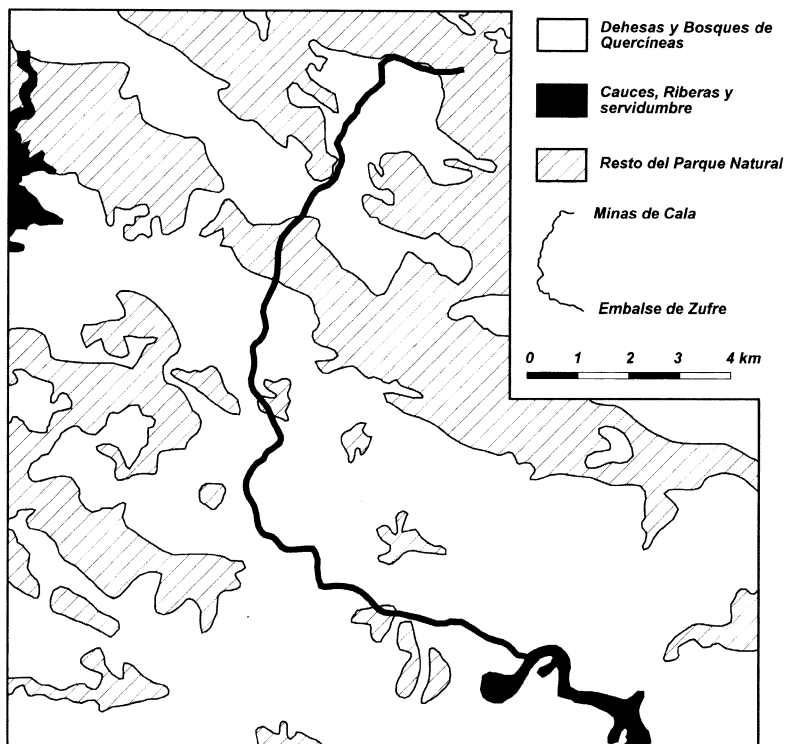 Dehesas y Bosques de
Quercíneas
Cauces, Riberas y
servidumbre
Resto del Parque Natural
Minas de Cala
Embalse de Zufre
0 1 2 3 4 km